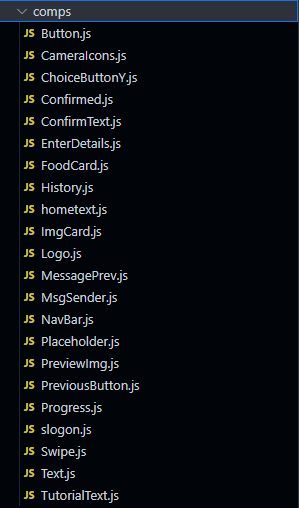 comps
JS Button.js
JS CameraIcons.js
JS ChoiceButtonY.js
JS Confirmed.js
JS ConfirmText.js
JS EnterDetails.js
JS FoodCard.js
JS History.js
JS hometext.js
JS ImgCard.js
JS Logo.js
JS MessagePrev.js
JS MsgSender.js
JS NavBar.js
JS Placeholder.js
JS PreviewImg.js
JS PreviousButton.js
JS Progress.js
JS slogon.js
JS Swipe.js
JS Text.js
JS TutorialText.js